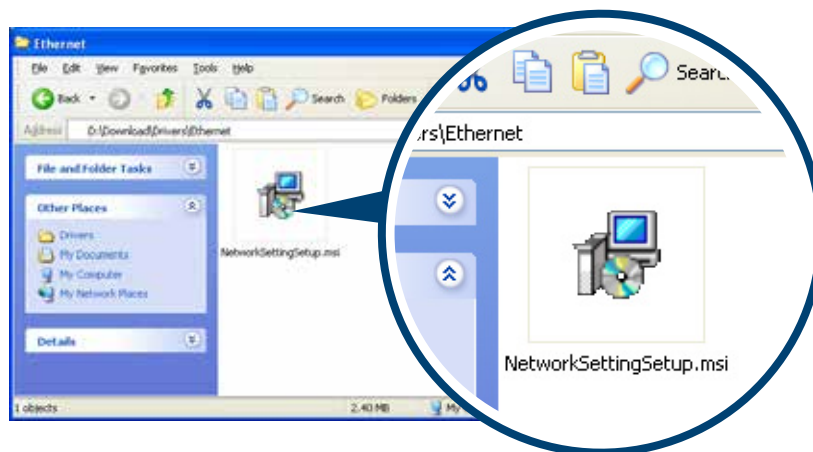 Ethernet
File Edit View Favorites Tools Help
Back Search Folders
Address D:\Download\Drivers\Ethernet
File and Folder Tasks
Other Places
Drivers
My Documents
My Computer
My Network Places
Details
NetworkSettingSetup.msi
1 objects 2.40 MB My
Search
rs\Ethernet
NetworkSettingSetup.msi